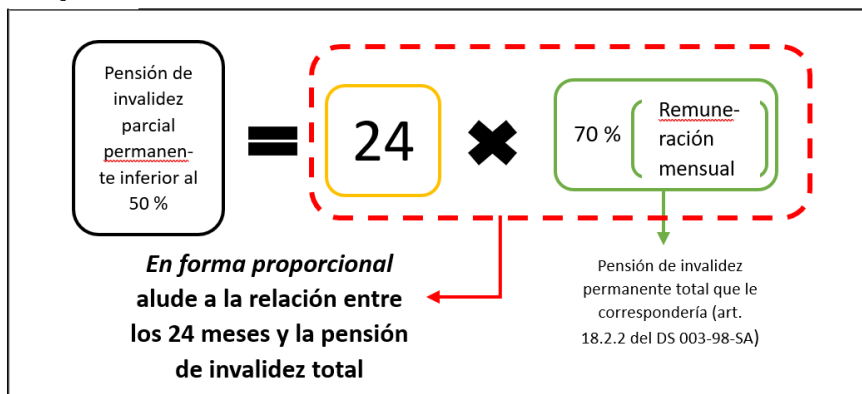 Pensión de
invalidez
parcial
permanen-
te inferior al
50 %
=
24
✖
70 %
Remune-
ración
mensual
En forma proporcional
alude a la relación entre
los 24 meses y la pensión
de invalidez total
Pensión de invalidez
permanente total que le
correspondería (art.
18.2.2 del DS 003-98-SA)